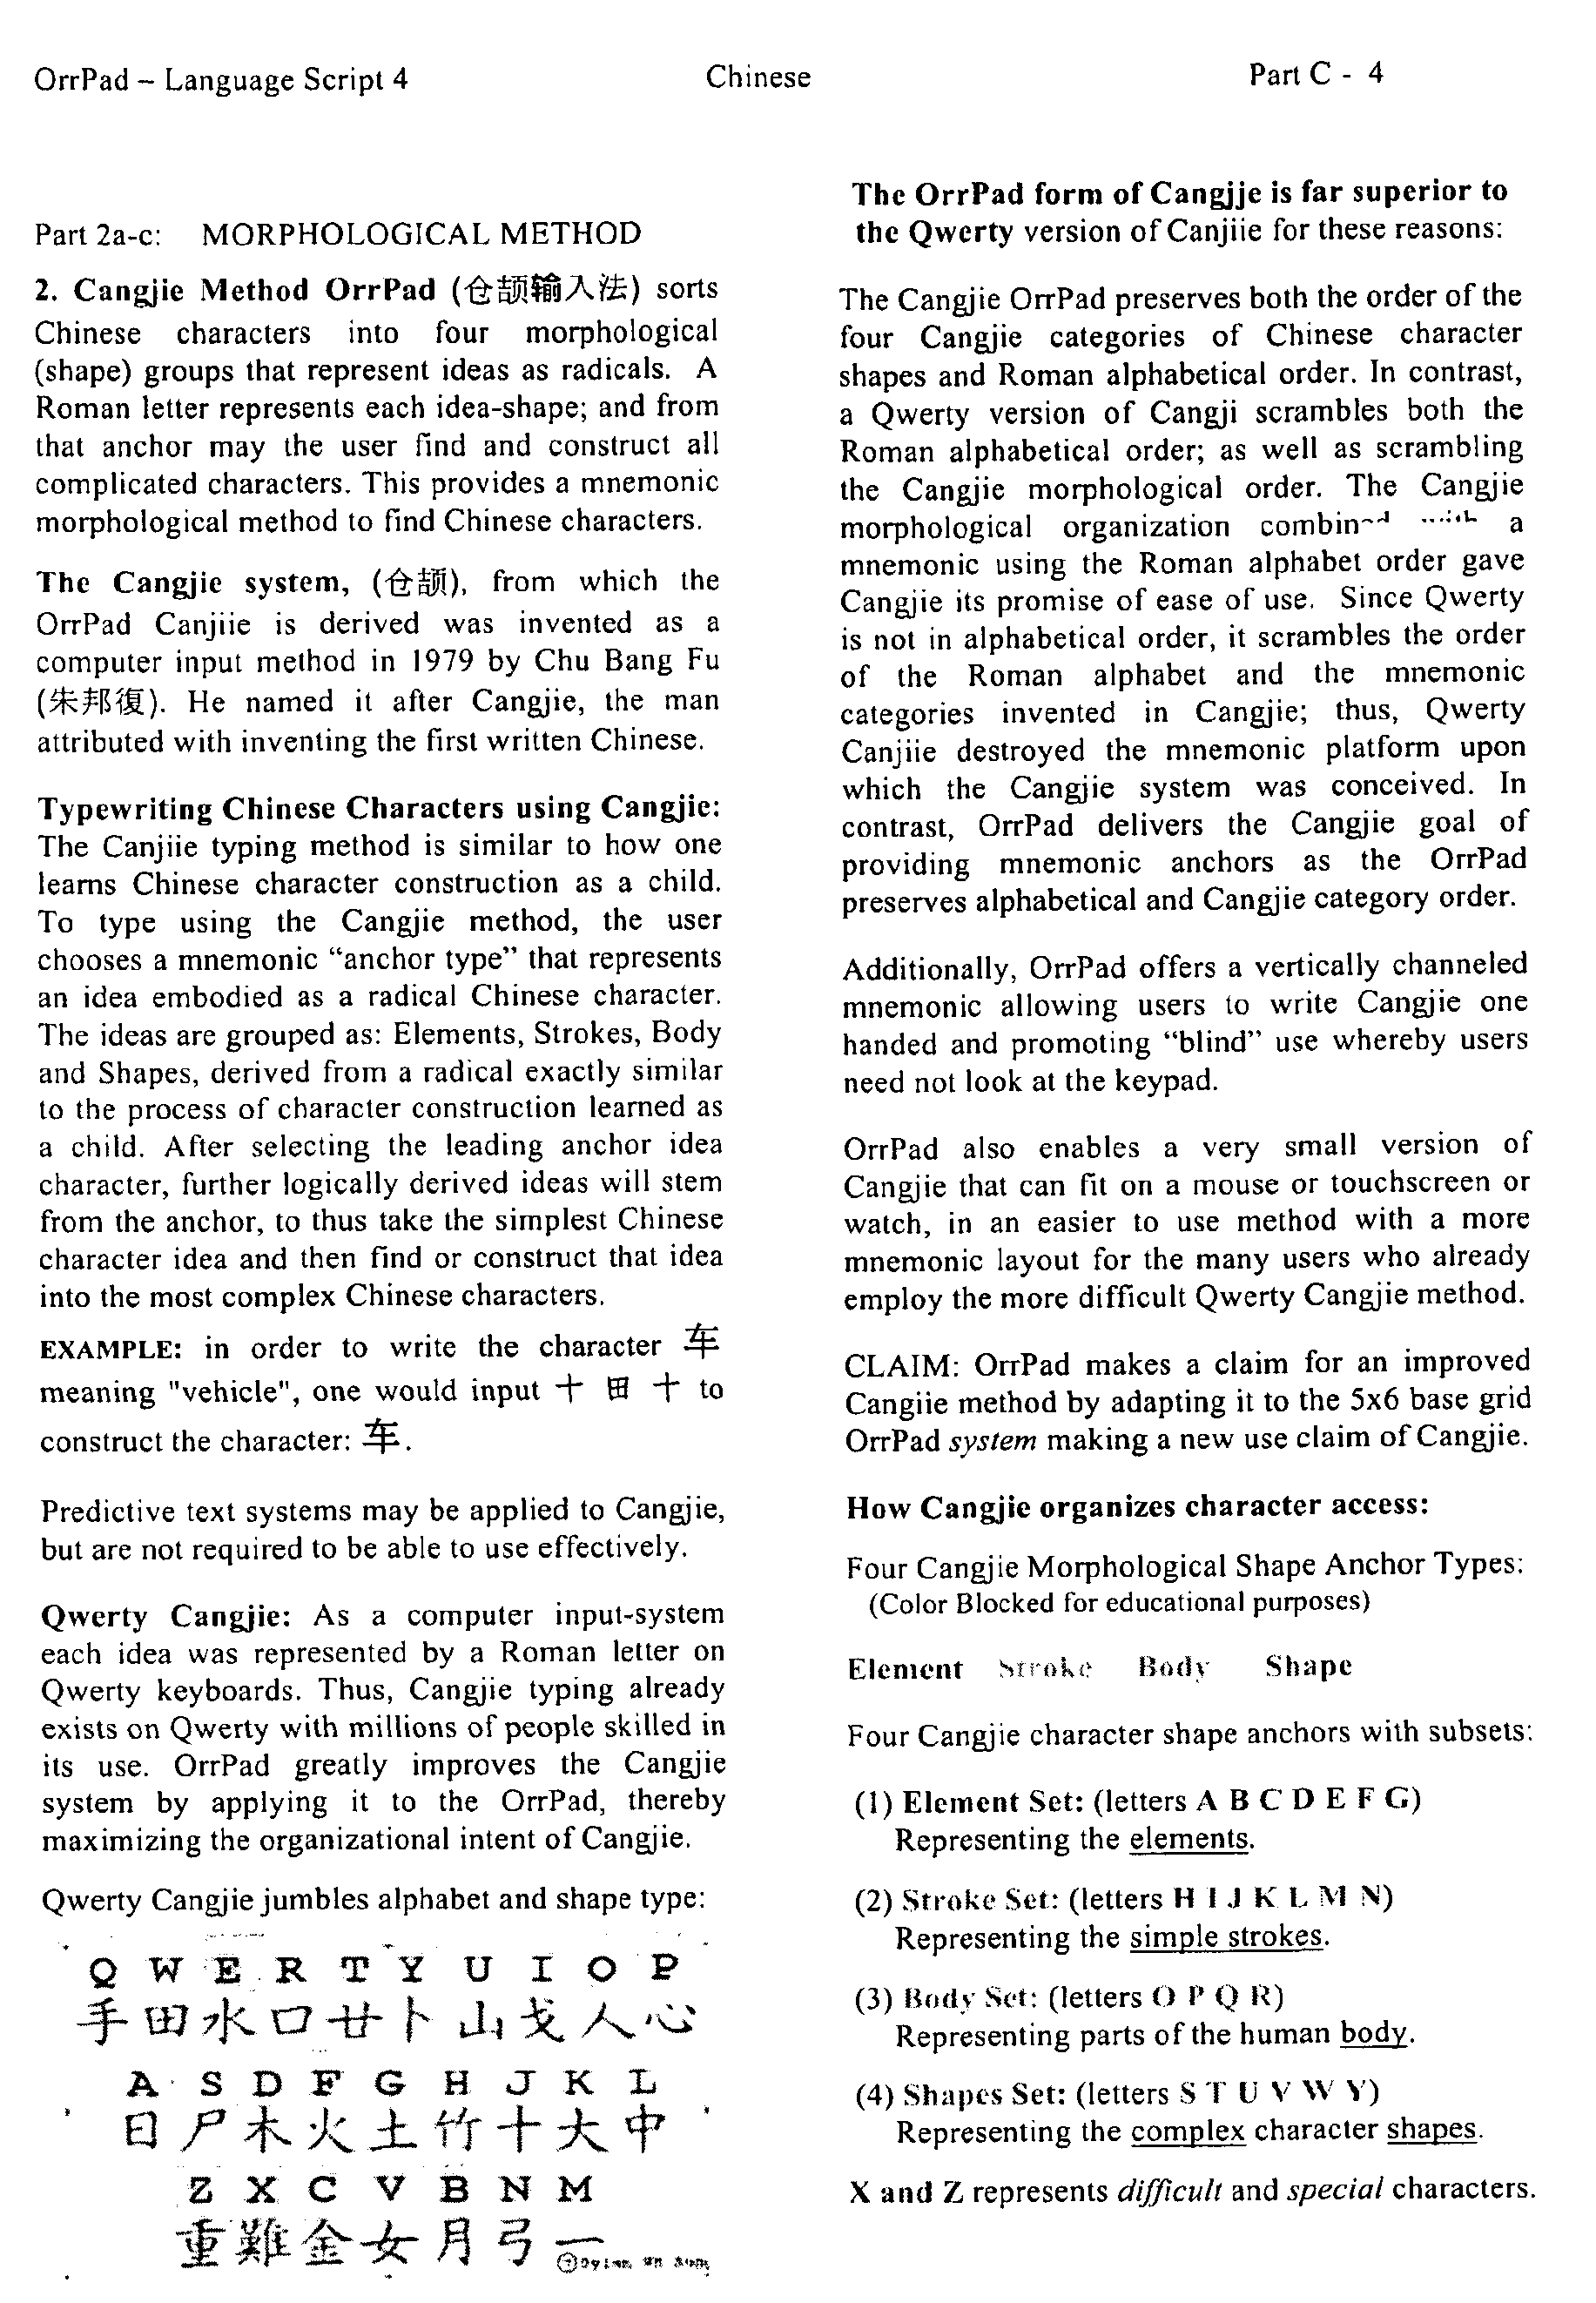 OrrPad – Language Script 4
Chinese
Part C - 4
Part 2a-c: MORPHOLOGICAL METHOD
2. Cangjie Method OrrPad (仓颉输入法) sorts
Chinese characters into four morphological
(shape) groups that represent ideas as radicals. A
Roman letter represents each idea-shape; and from
that anchor may the user find and construct all
complicated characters. This provides a mnemonic
morphological method to find Chinese characters.
The Cangjie system, (仓颉), from which the
OrrPad Canjiie is derived was invented as a
computer input method in 1979 by Chu Bang Fu
(朱邦復). He named it after Cangjie, the man
attributed with inventing the first written Chinese.
Typewriting Chinese Characters using Cangjie:
The Canjiie typing method is similar to how one
learns Chinese character construction as a child.
To type using the Cangjie method, the user
chooses a mnemonic “anchor type” that represents
an idea embodied as a radical Chinese character.
The ideas are grouped as: Elements, Strokes, Body
and Shapes, derived from a radical exactly similar
to the process of character construction learned as
a child. After selecting the leading anchor idea
character, further logically derived ideas will stem
from the anchor, to thus take the simplest Chinese
character idea and then find or construct that idea
into the most complex Chinese characters.
EXAMPLE: in order to write the character 车
meaning "vehicle", one would input 十 田 十 to
construct the character: 车.
Predictive text systems may be applied to Cangjie,
but are not required to be able to use effectively.
Qwerty Cangjie: As a computer input-system
each idea was represented by a Roman letter on
Qwerty keyboards. Thus, Cangjie typing already
exists on Qwerty with millions of people skilled in
its use. OrrPad greatly improves the Cangjie
system by applying it to the OrrPad, thereby
maximizing the organizational intent of Cangjie.
Qwerty Cangjie jumbles alphabet and shape type:
Q W E R T Y U I O P
手 田 水 口 廿 卜 山 戈 人 心
A S D F G H J K L
日 尸 木 火 土 竹 十 大 中
Z X C V B N M
重 難 金 女 月 弓 一
The OrrPad form of Cangjje is far superior to
the Qwerty version of Canjiie for these reasons:
The Cangjie OrrPad preserves both the order of the
four Cangjie categories of Chinese character
shapes and Roman alphabetical order. In contrast,
a Qwerty version of Cangji scrambles both the
Roman alphabetical order; as well as scrambling
the Cangjie morphological order. The Cangjie
morphological organization combined with a
mnemonic using the Roman alphabet order gave
Cangjie its promise of ease of use. Since Qwerty
is not in alphabetical order, it scrambles the order
of the Roman alphabet and the mnemonic
categories invented in Cangjie; thus, Qwerty
Canjiie destroyed the mnemonic platform upon
which the Cangjie system was conceived. In
contrast, OrrPad delivers the Cangjie goal of
providing mnemonic anchors as the OrrPad
preserves alphabetical and Cangjie category order.
Additionally, OrrPad offers a vertically channeled
mnemonic allowing users to write Cangjie one
handed and promoting “blind” use whereby users
need not look at the keypad.
OrrPad also enables a very small version of
Cangjie that can fit on a mouse or touchscreen or
watch, in an easier to use method with a more
mnemonic layout for the many users who already
employ the more difficult Qwerty Cangjie method.
CLAIM: OrrPad makes a claim for an improved
Cangiie method by adapting it to the 5x6 base grid
OrrPad system making a new use claim of Cangjie.
How Cangjie organizes character access:
Four Cangjie Morphological Shape Anchor Types:
(Color Blocked for educational purposes)
Element Stroke Body Shape
Four Cangjie character shape anchors with subsets:
(1) Element Set: (letters A B C D E F G)
Representing the elements.
(2) Stroke Set: (letters H I J K L M N)
Representing the simple strokes.
(3) Body Set: (letters O P Q R)
Representing parts of the human body.
(4) Shapes Set: (letters S T U V W Y)
Representing the complex character shapes.
X and Z represents difficult and special characters.